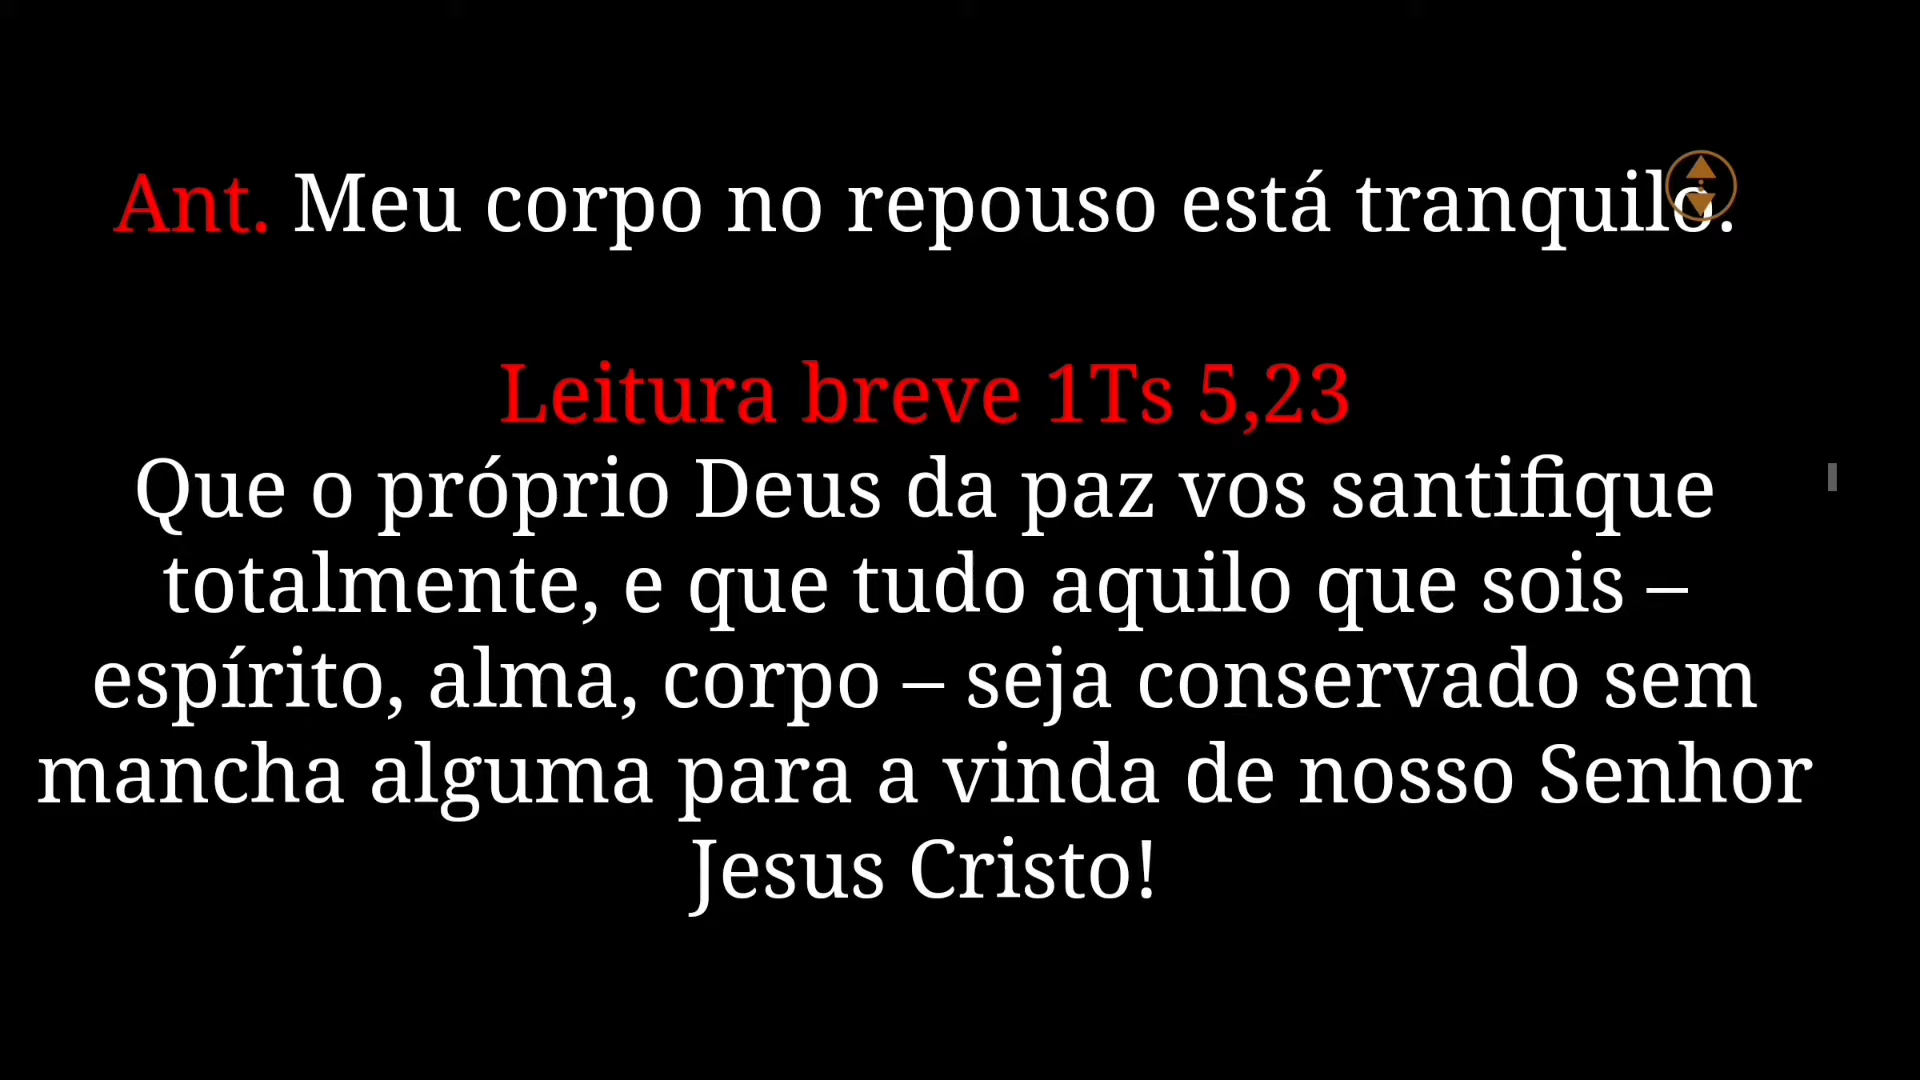 Ant. Meu corpo no repouso está tranquilo.
Leitura breve 1Ts 5,23
Que o próprio Deus da paz vos santifique
totalmente, e que tudo aquilo que sois –
espírito, alma, corpo – seja conservado sem
mancha alguma para a vinda de nosso Senhor
Jesus Cristo!